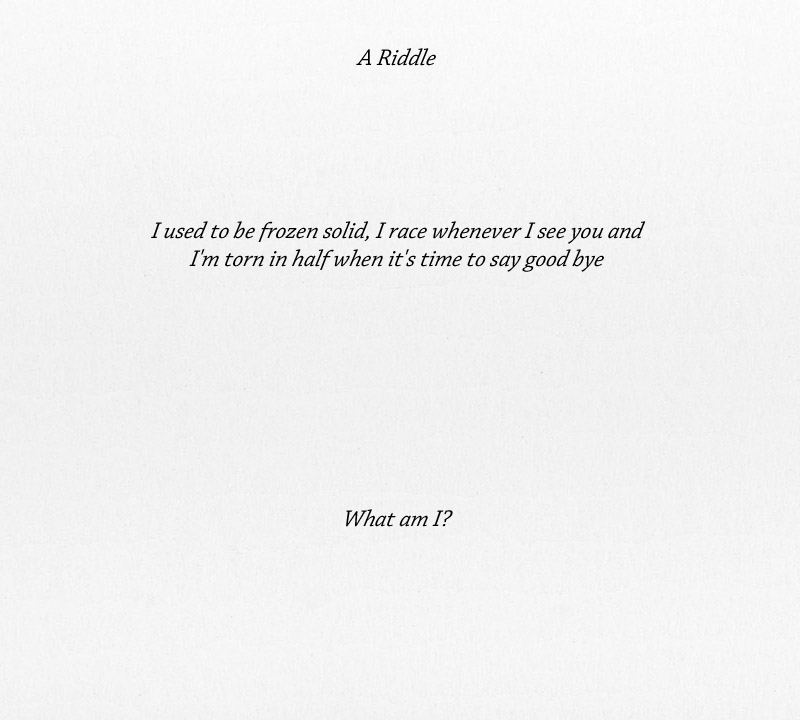 A Riddle
I used to be frozen solid, I race whenever I see you and
I'm torn in half when it's time to say good bye
What am I?